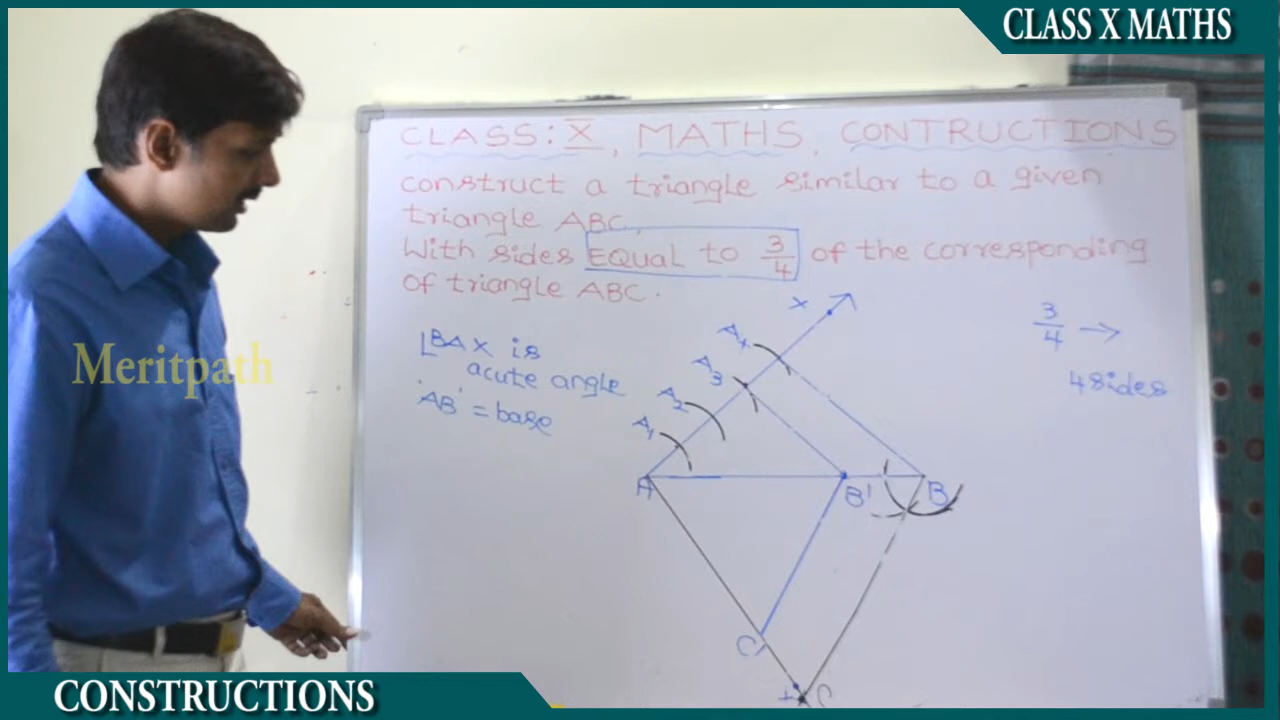 CLASS X MATHS
CLASS: X, MATHS, CONTRUCTIONS
construct a triangle similar to a given
triangle ABC,
With sides EQUAL to 3/4 of the corresponding
of triangle ABC.
∠BAX is
acute angle
'AB' = base
3/4 →
4 sides
X
A4
A3
A2
A1
A
B'
B
C'
C
Meritpath
CONSTRUCTIONS